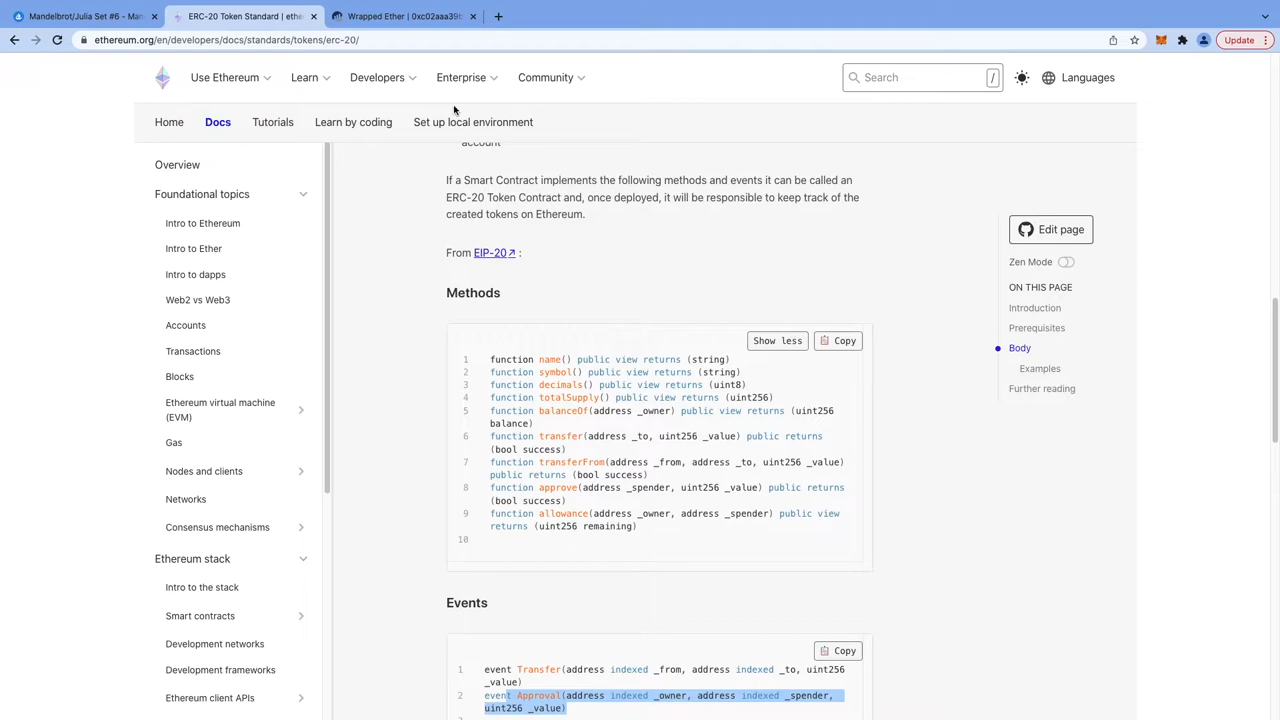 Mandelbrot/Julia Set #6 - Man
ERC-20 Token Standard | ether
Wrapped Ether | 0xc02aaa39b
ethereum.org/en/developers/docs/standards/tokens/erc-20/
Update
Use Ethereum
Learn
Developers
Enterprise
Community
Search
/
Languages
Home
Docs
Tutorials
Learn by coding
Set up local environment
Overview
Foundational topics
Intro to Ethereum
Intro to Ether
Intro to dapps
Web2 vs Web3
Accounts
Transactions
Blocks
Ethereum virtual machine
(EVM)
Gas
Nodes and clients
Networks
Consensus mechanisms
Ethereum stack
Intro to the stack
Smart contracts
Development networks
Development frameworks
Ethereum client APIs
account
If a Smart Contract implements the following methods and events it can be called an
ERC-20 Token Contract and, once deployed, it will be responsible to keep track of the
created tokens on Ethereum.
From EIP-20↗ :
Methods
Show less
Copy
1 function name() public view returns (string)
2 function symbol() public view returns (string)
3 function decimals() public view returns (uint8)
4 function totalSupply() public view returns (uint256)
5 function balanceOf(address _owner) public view returns (uint256
balance)
6 function transfer(address _to, uint256 _value) public returns
(bool success)
7 function transferFrom(address _from, address _to, uint256 _value)
public returns (bool success)
8 function approve(address _spender, uint256 _value) public returns
(bool success)
9 function allowance(address _owner, address _spender) public view
returns (uint256 remaining)
10
Events
Copy
1 event Transfer(address indexed _from, address indexed _to, uint256
_value)
2 event Approval(address indexed _owner, address indexed _spender,
uint256 _value)
Edit page
Zen Mode
ON THIS PAGE
Introduction
Prerequisites
Body
Examples
Further reading